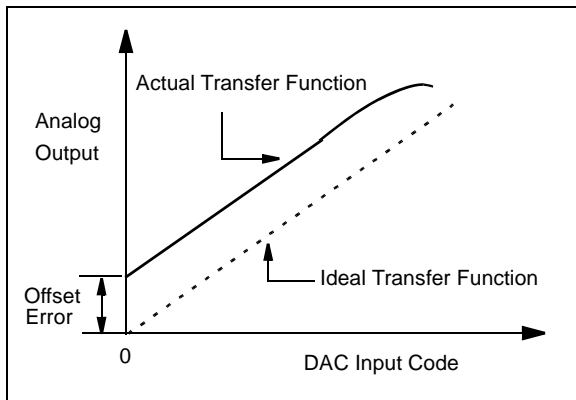 Actual Transfer Function
Analog
Output
Ideal Transfer Function
Offset
Error
0
DAC Input Code